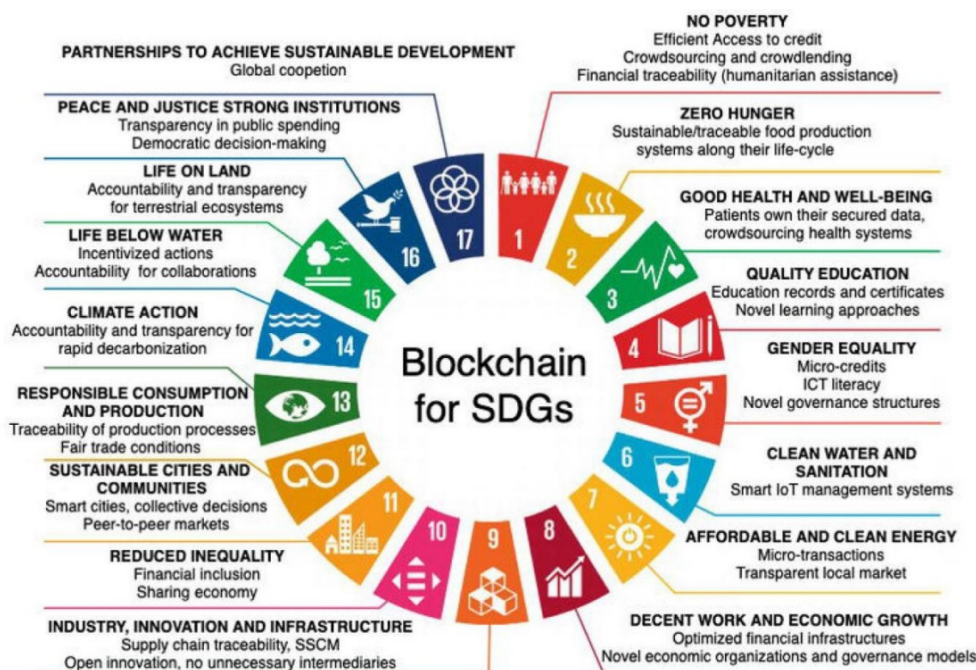 NO POVERTY
Efficient Access to credit
Crowdsourcing and crowdlending
Financial traceability (humanitarian assistance)
ZERO HUNGER
Sustainable/traceable food production
systems along their life-cycle
GOOD HEALTH AND WELL-BEING
Patients own their secured data,
crowdsourcing health systems
QUALITY EDUCATION
Education records and certificates
Novel learning approaches
GENDER EQUALITY
Micro-credits
ICT literacy
Novel governance structures
CLEAN WATER AND
SANITATION
Smart IoT management systems
AFFORDABLE AND CLEAN ENERGY
Micro-transactions
Transparent local market
DECENT WORK AND ECONOMIC GROWTH
Optimized financial infrastructures
Novel economic organizations and governance models
INDUSTRY, INNOVATION AND INFRASTRUCTURE
Supply chain traceability, SSCM
Open innovation, no unnecessary intermediaries
REDUCED INEQUALITY
Financial inclusion
Sharing economy
SUSTAINABLE CITIES AND
COMMUNITIES
Smart cities, collective decisions
Peer-to-peer markets
RESPONSIBLE CONSUMPTION
AND PRODUCTION
Traceability of production processes
Fair trade conditions
CLIMATE ACTION
Accountability and transparency for
rapid decarbonization
LIFE BELOW WATER
Incentivized actions
Accountability for collaborations
LIFE ON LAND
Accountability and transparency
for terrestrial ecosystems
PEACE AND JUSTICE STRONG INSTITUTIONS
Transparency in public spending
Democratic decision-making
PARTNERSHIPS TO ACHIEVE SUSTAINABLE DEVELOPMENT
Global coopetion
1
2
3
4
5
6
7
8
9
10
11
12
13
14
15
16
17
Blockchain
for SDGs